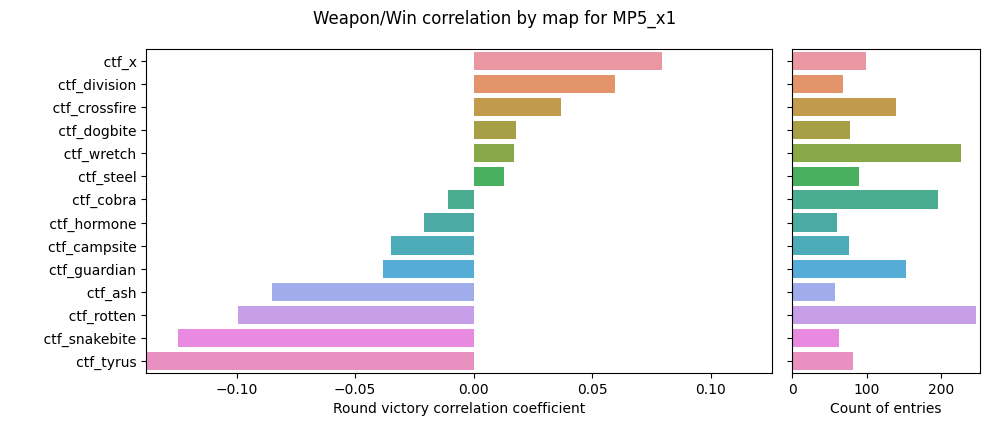 Weapon/Win correlation by map for MP5_x1
ctf_x
ctf_division
ctf_crossfire
ctf_dogbite
ctf_wretch
ctf_steel
ctf_cobra
ctf_hormone
ctf_campsite
ctf_guardian
ctf_ash
ctf_rotten
ctf_snakebite
ctf_tyrus
−0.10 −0.05 0.00 0.05 0.10
Round victory correlation coefficient
0 100 200
Count of entries